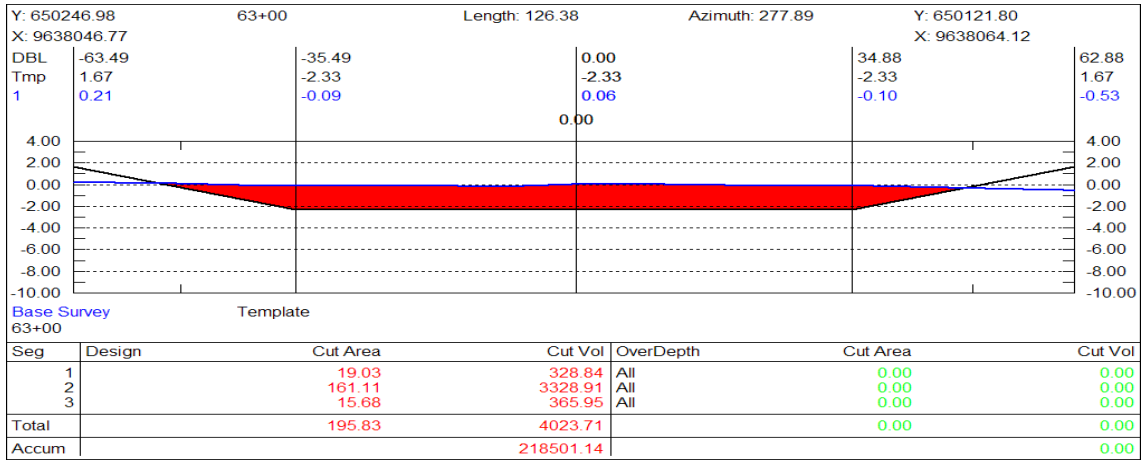 Y: 650246.98 63+00 Length: 126.38 Azimuth: 277.89 Y: 650121.80
X: 9638046.77 X: 9638064.12
DBL -63.49 -35.49 0.00 34.88 62.88
Tmp 1.67 -2.33 -2.33 -2.33 1.67
1 0.21 -0.09 0.06 -0.10 -0.53
0.00
4.00 4.00
2.00 2.00
0.00 0.00
-2.00 -2.00
-4.00 -4.00
-6.00 -6.00
-8.00 -8.00
-10.00 -10.00
Base Survey Template
63+00
Seg Design Cut Area Cut Vol OverDepth Cut Area Cut Vol
1 19.03 328.84 All 0.00 0.00
2 161.11 3328.91 All 0.00 0.00
3 15.68 365.95 All 0.00 0.00
Total 195.83 4023.71 0.00 0.00
Accum 218501.14 0.00